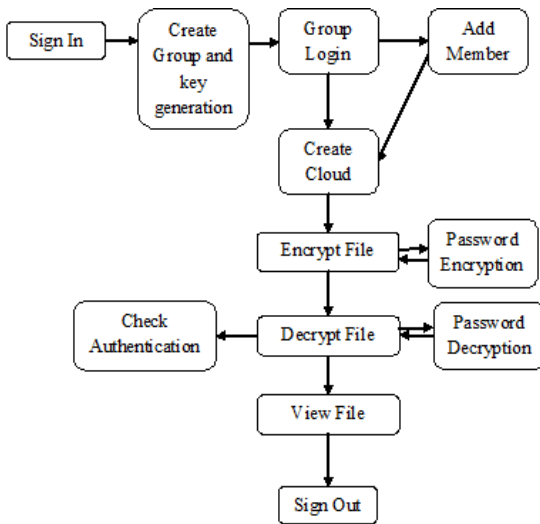 Sign In
Create
Group and
key
generation
Group
Login
Add
Member
Create
Cloud
Encrypt File
Password
Encryption
Check
Authentication
Decrypt File
Password
Decryption
View File
Sign Out